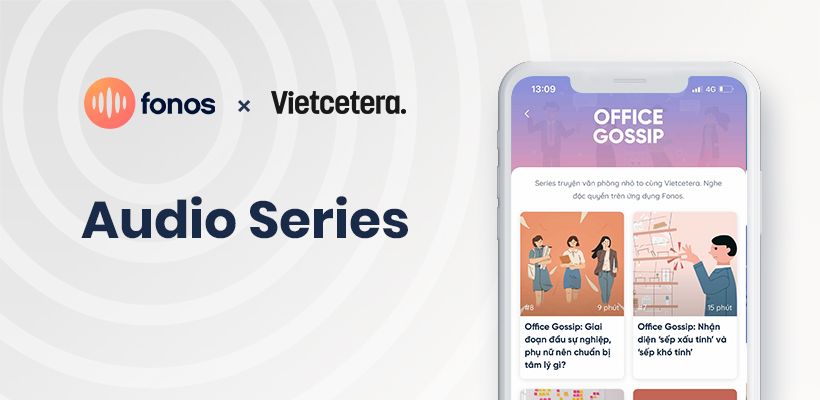 fonos × Vietcetera.
Audio Series
13:09
4G
OFFICE
GOSSIP
Series truyện văn phòng nhỏ to cùng Vietcetera. Nghe
độc quyền trên ứng dụng Fonos.
#8 9 phút
Office Gossip: Giai
đoạn đầu sự nghiệp,
phụ nữ nên chuẩn bị
tâm lý gì?
#7 15 phút
Office Gossip: Nhận
diện ‘sếp xấu tính’ và
‘sếp khó tính’